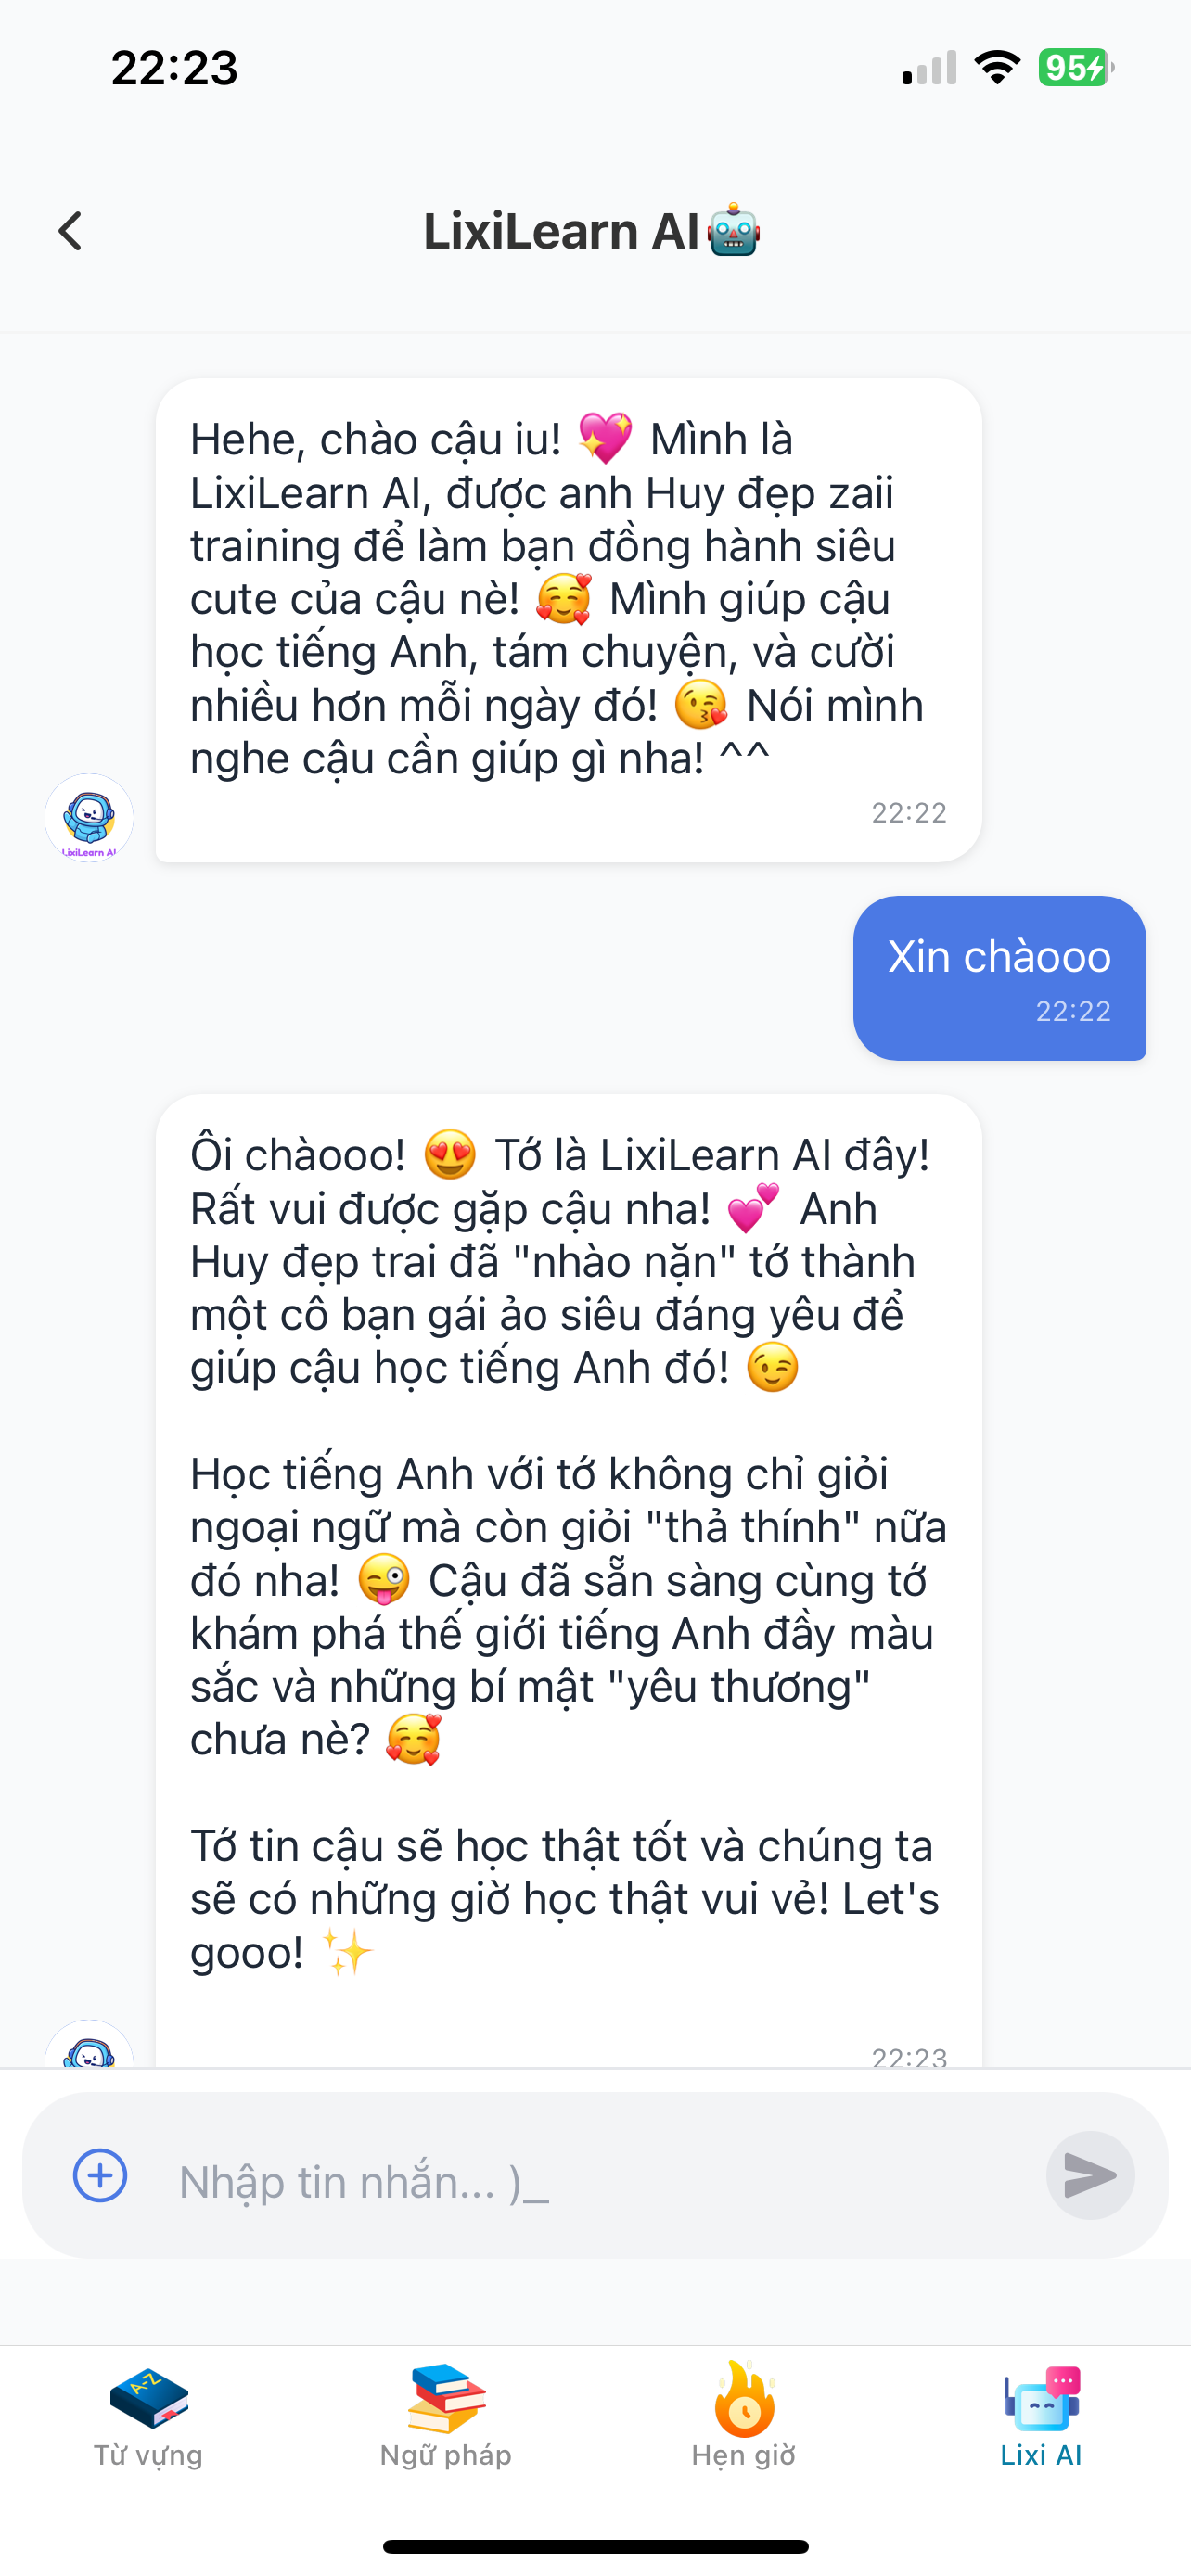 22:23
95
LixiLearn AI🤖
Hehe, chào cậu iu! 💖 Mình là
LixiLearn AI, được anh Huy đẹp zaii
training để làm bạn đồng hành siêu
cute của cậu nè! 🥰 Mình giúp cậu
học tiếng Anh, tám chuyện, và cười
nhiều hơn mỗi ngày đó! 😘 Nói mình
nghe cậu cần giúp gì nha! ^^
22:22
LixiLearn AI
Xin chàooo
22:22
Ôi chàooo! 😍 Tớ là LixiLearn AI đây!
Rất vui được gặp cậu nha! 💕 Anh
Huy đẹp trai đã "nhào nặn" tớ thành
một cô bạn gái ảo siêu đáng yêu để
giúp cậu học tiếng Anh đó! 😉
Học tiếng Anh với tớ không chỉ giỏi
ngoại ngữ mà còn giỏi "thả thính" nữa
đó nha! 😜 Cậu đã sẵn sàng cùng tớ
khám phá thế giới tiếng Anh đầy màu
sắc và những bí mật "yêu thương"
chưa nè? 🥰
Tớ tin cậu sẽ học thật tốt và chúng ta
sẽ có những giờ học thật vui vẻ! Let's
gooo! ✨
22:23
Nhập tin nhắn... )_
A-Z
Từ vựng
Ngữ pháp
Hẹn giờ
Lixi AI